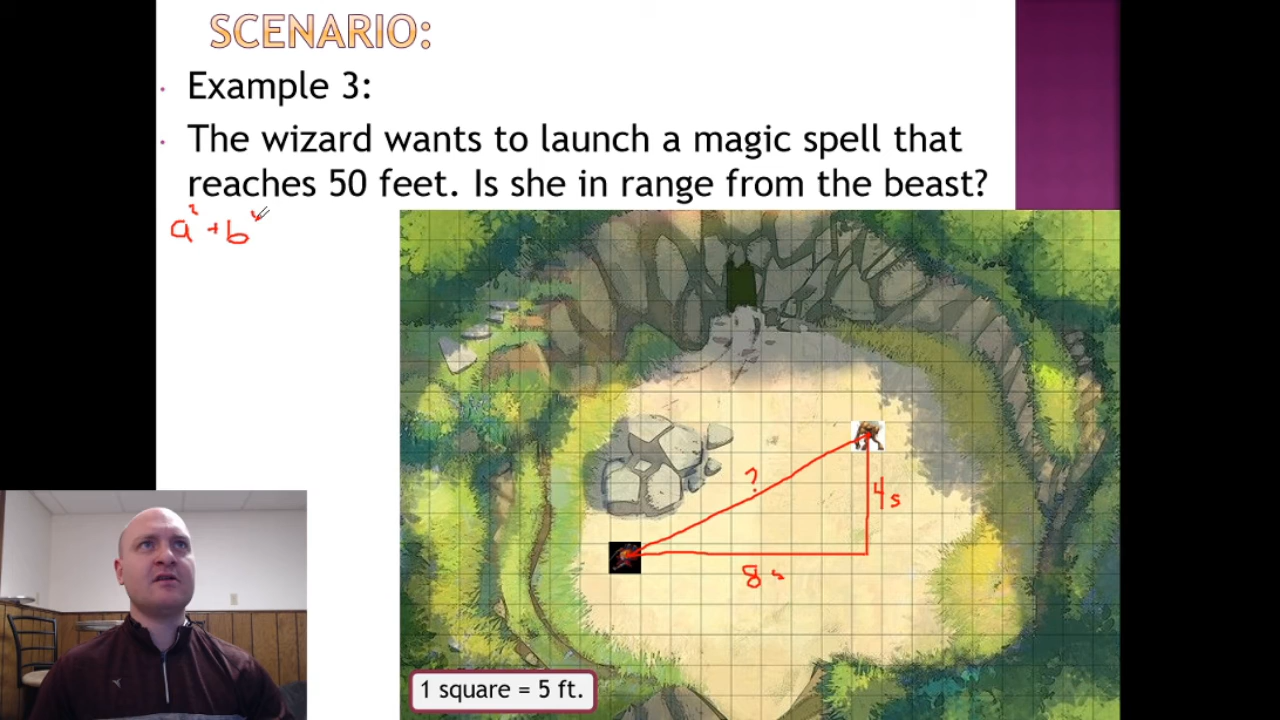 SCENARIO:
Example 3:
The wizard wants to launch a magic spell that
reaches 50 feet. Is she in range from the beast?
a² + b²
?
4s
8s
1 square = 5 ft.